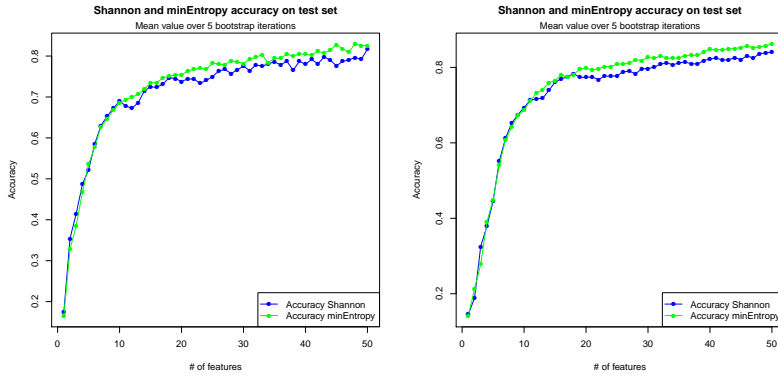 Shannon and minEntropy accuracy on test set
Mean value over 5 bootstrap iterations
Accuracy
0.8
0.7
0.6
0.5
0.4
0.3
0.2
0
10
20
30
40
50
# of features
Accuracy Shannon
Accuracy minEntropy
Shannon and minEntropy accuracy on test set
Mean value over 5 bootstrap iterations
Accuracy
0.8
0.6
0.4
0.2
0
10
20
30
40
50
# of features
Accuracy Shannon
Accuracy minEntropy